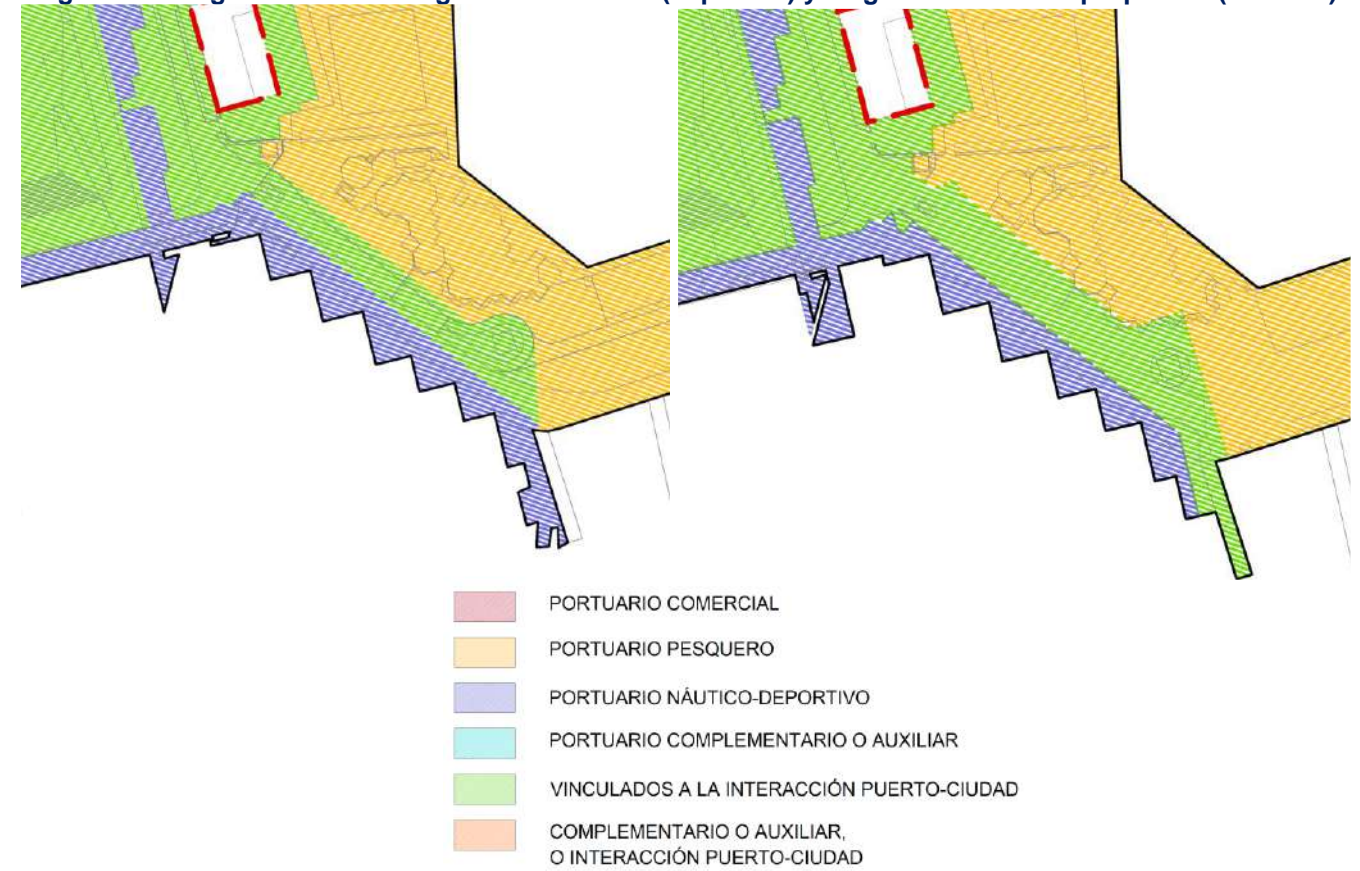 PORTUARIO COMERCIAL
PORTUARIO PESQUERO
PORTUARIO NÁUTICO-DEPORTIVO
PORTUARIO COMPLEMENTARIO O AUXILIAR
VINCULADOS A LA INTERACCIÓN PUERTO-CIUDAD
COMPLEMENTARIO O AUXILIAR,
O INTERACCIÓN PUERTO-CIUDAD